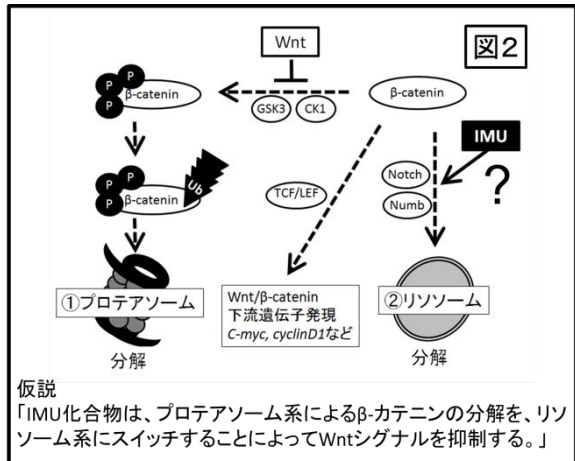 Wnt
図2
P
P
P
β-catenin
GSK3
CK1
β-catenin
IMU
?
P
P
P
β-catenin
Ub
TCF/LEF
Notch
Numb
①プロテアソーム
Wnt/β-catenin
下流遺伝子発現
C-myc, cyclinD1など
②リソソーム
分解
分解
仮説
「IMU化合物は、プロテアソーム系によるβ-カテニンの分解を、リソ
ソーム系にスイッチすることによってWntシグナルを抑制する。」